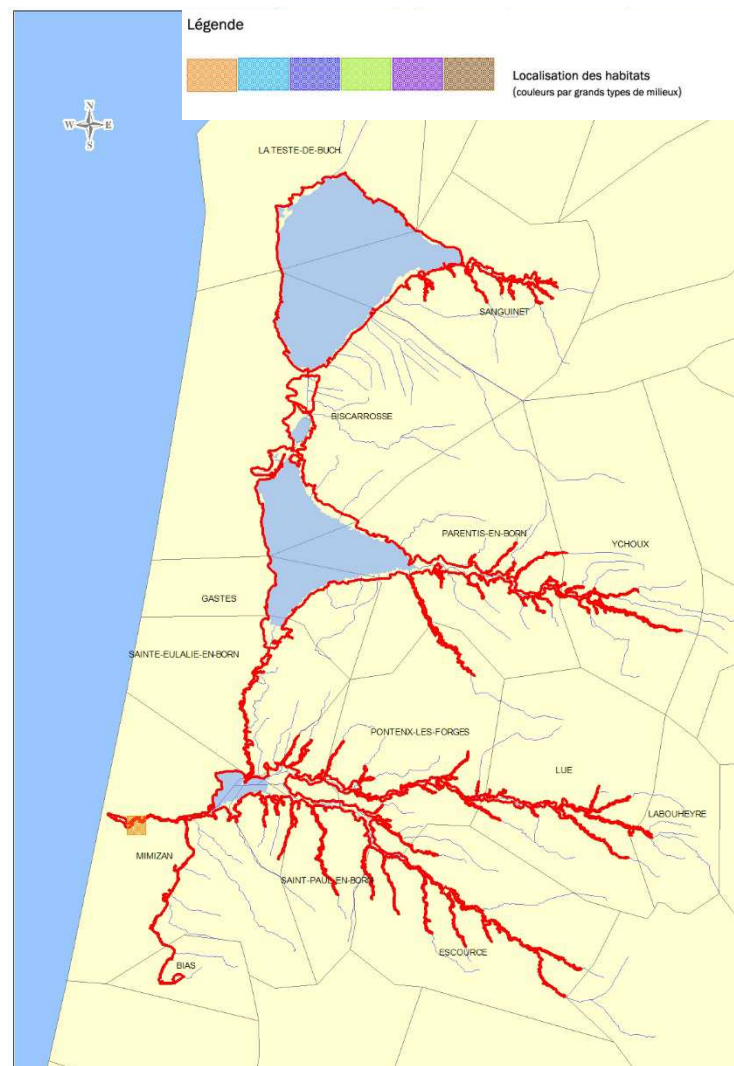 Légende
Localisation des habitats
(couleurs par grands types de milieux)
N
W E
S
LA TESTE-DE-BUCH
SANGUINET
BISCARROSSE
PARENTIS-EN-BORN
YCHOUX
GASTES
SAINTE-EULALIE-EN-BORN
PONTENX-LES-FORGES
LUE
LABOUHEYRE
MIMIZAN
SAINT-PAUL-EN-BORN
ESCOURCE
BIAS